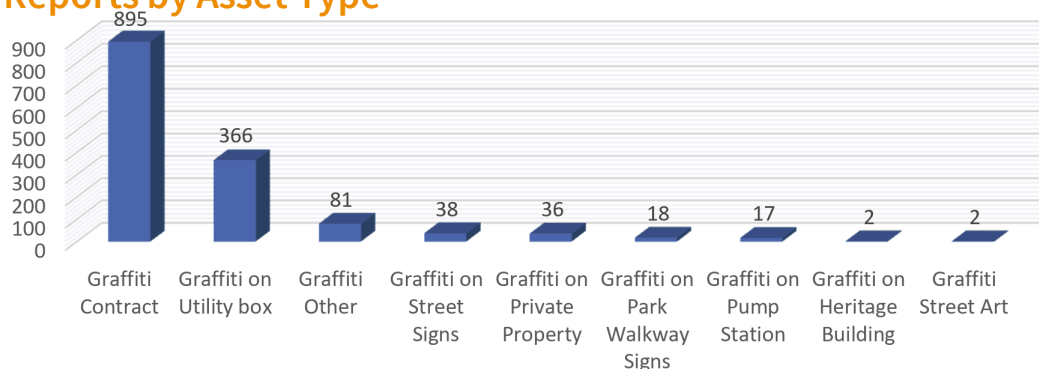 Reports by Asset Type
895
900
800
700
600
500
400
300
200
100
0
366
81
38
36
18
17
2
2
Graffiti
Contract
Graffiti on
Utility box
Graffiti
Other
Graffiti on
Street
Signs
Graffiti on
Private
Property
Graffiti on
Park
Walkway
Signs
Graffiti on
Pump
Station
Graffiti on
Heritage
Building
Graffiti
Street Art